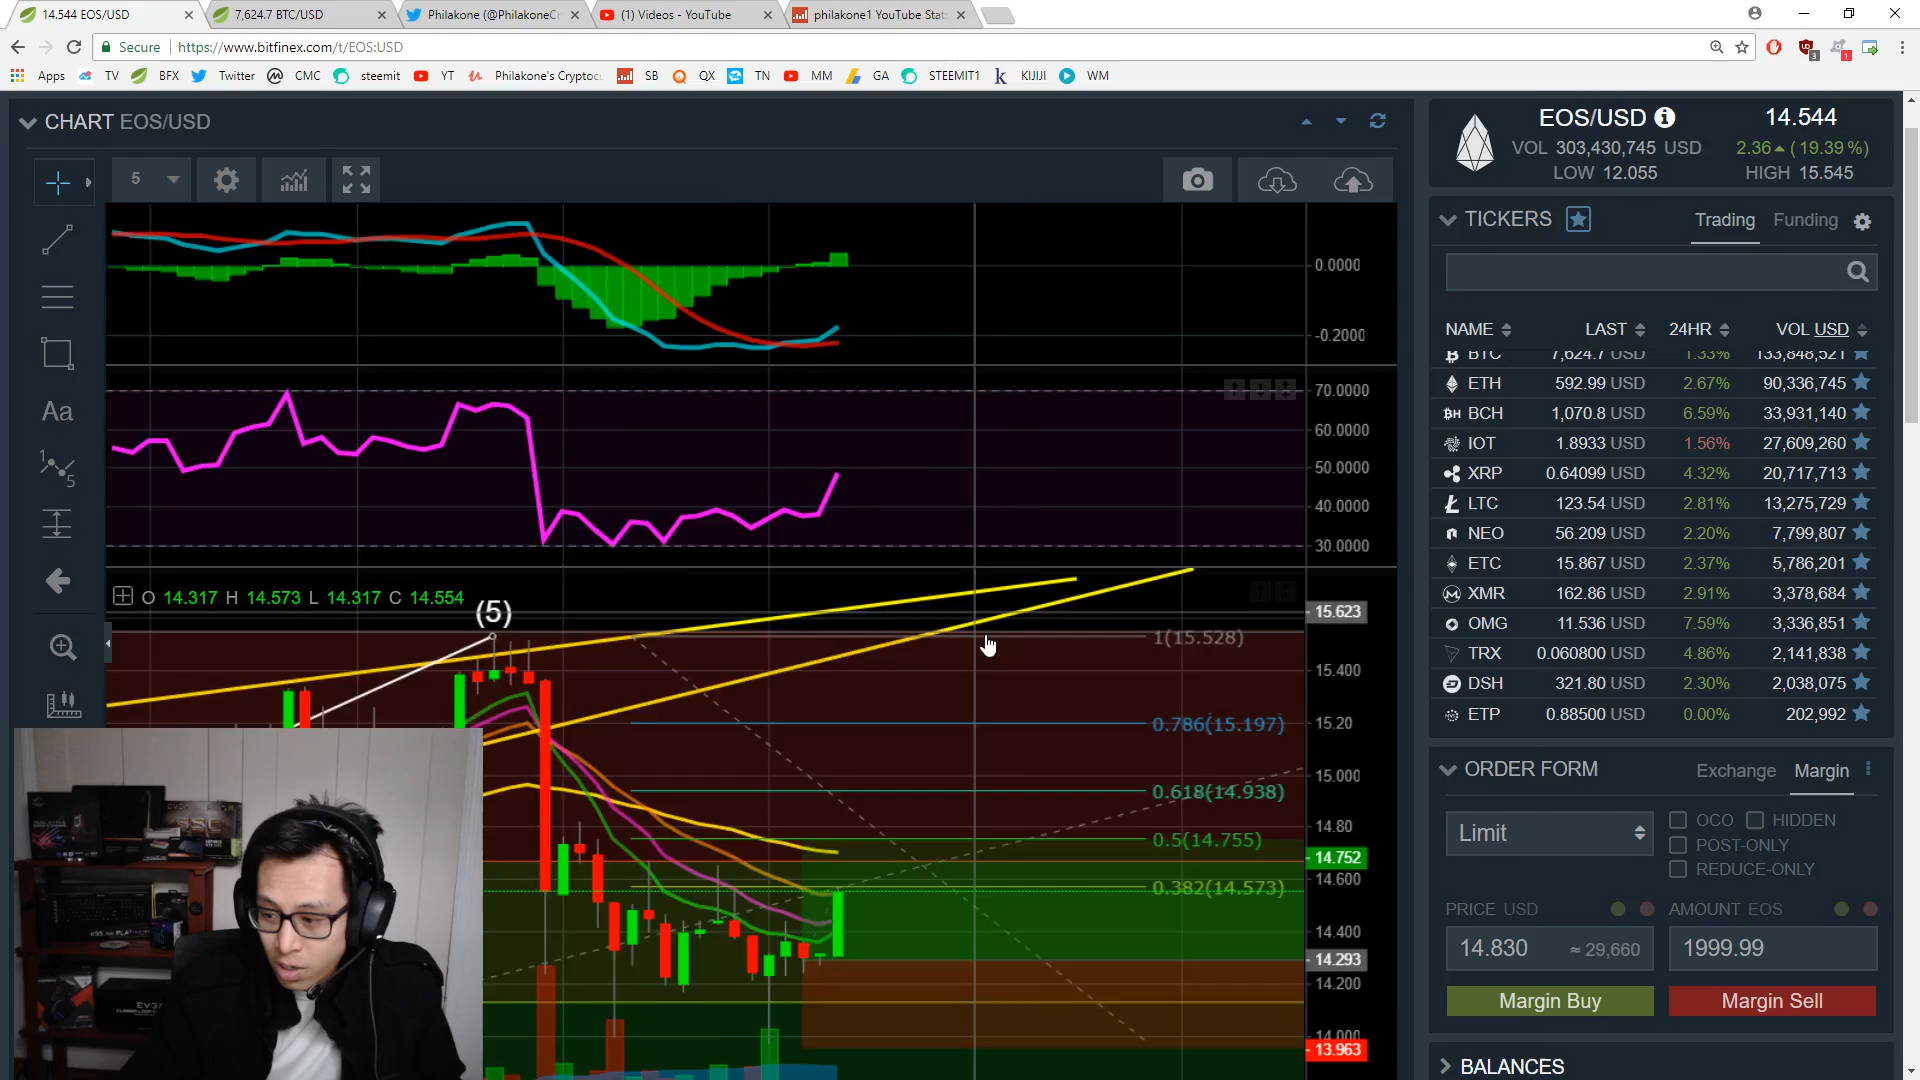 14.544 EOS/USD
7,624.7 BTC/USD
Philakone (@PhilakoneC
(1) Videos - YouTube
philakone1 YouTube Stat
Secure
https://www.bitfinex.com/t/EOS:USD
Apps TV BFX Twitter CMC steemit YT Philakone's Cryptocu SB QX TN MM GA STEEMIT1 KIJIJI WM
CHART EOS/USD
5
0.0000
-0.2000
70.0000
60.0000
50.0000
40.0000
30.0000
O 14.317 H 14.573 L 14.317 C 14.554
(5)
15.623
1(15.528)
15.400
0.786(15.197)
15.20
15.000
0.618(14.938)
14.80
0.5(14.755)
14.752
14.600
0.382(14.573)
14.400
14.293
14.200
14.000
13.963
EOS/USD 14.544
VOL 303,430,745 USD 2.36 (19.39%)
LOW 12.055 HIGH 15.545
TICKERS Trading Funding
NAME LAST 24HR VOL USD
BTC 7,624.7 USD 1.33% 133,848,521
ETH 592.99 USD 2.67% 90,336,745
BCH 1,070.8 USD 6.59% 33,931,140
IOT 1.8933 USD 1.56% 27,609,260
XRP 0.64099 USD 4.32% 20,717,713
LTC 123.54 USD 2.81% 13,275,729
NEO 56.209 USD 2.20% 7,799,807
ETC 15.867 USD 2.37% 5,786,201
XMR 162.86 USD 2.91% 3,378,684
OMG 11.536 USD 7.59% 3,336,851
TRX 0.060800 USD 4.86% 2,141,838
DSH 321.80 USD 2.30% 2,038,075
ETP 0.88500 USD 0.00% 202,992
ORDER FORM Exchange Margin
Limit
OCO HIDDEN
POST-ONLY
REDUCE-ONLY
PRICE USD AMOUNT EOS
14.830 ≈ 29,660 1999.99
Margin Buy Margin Sell
BALANCES